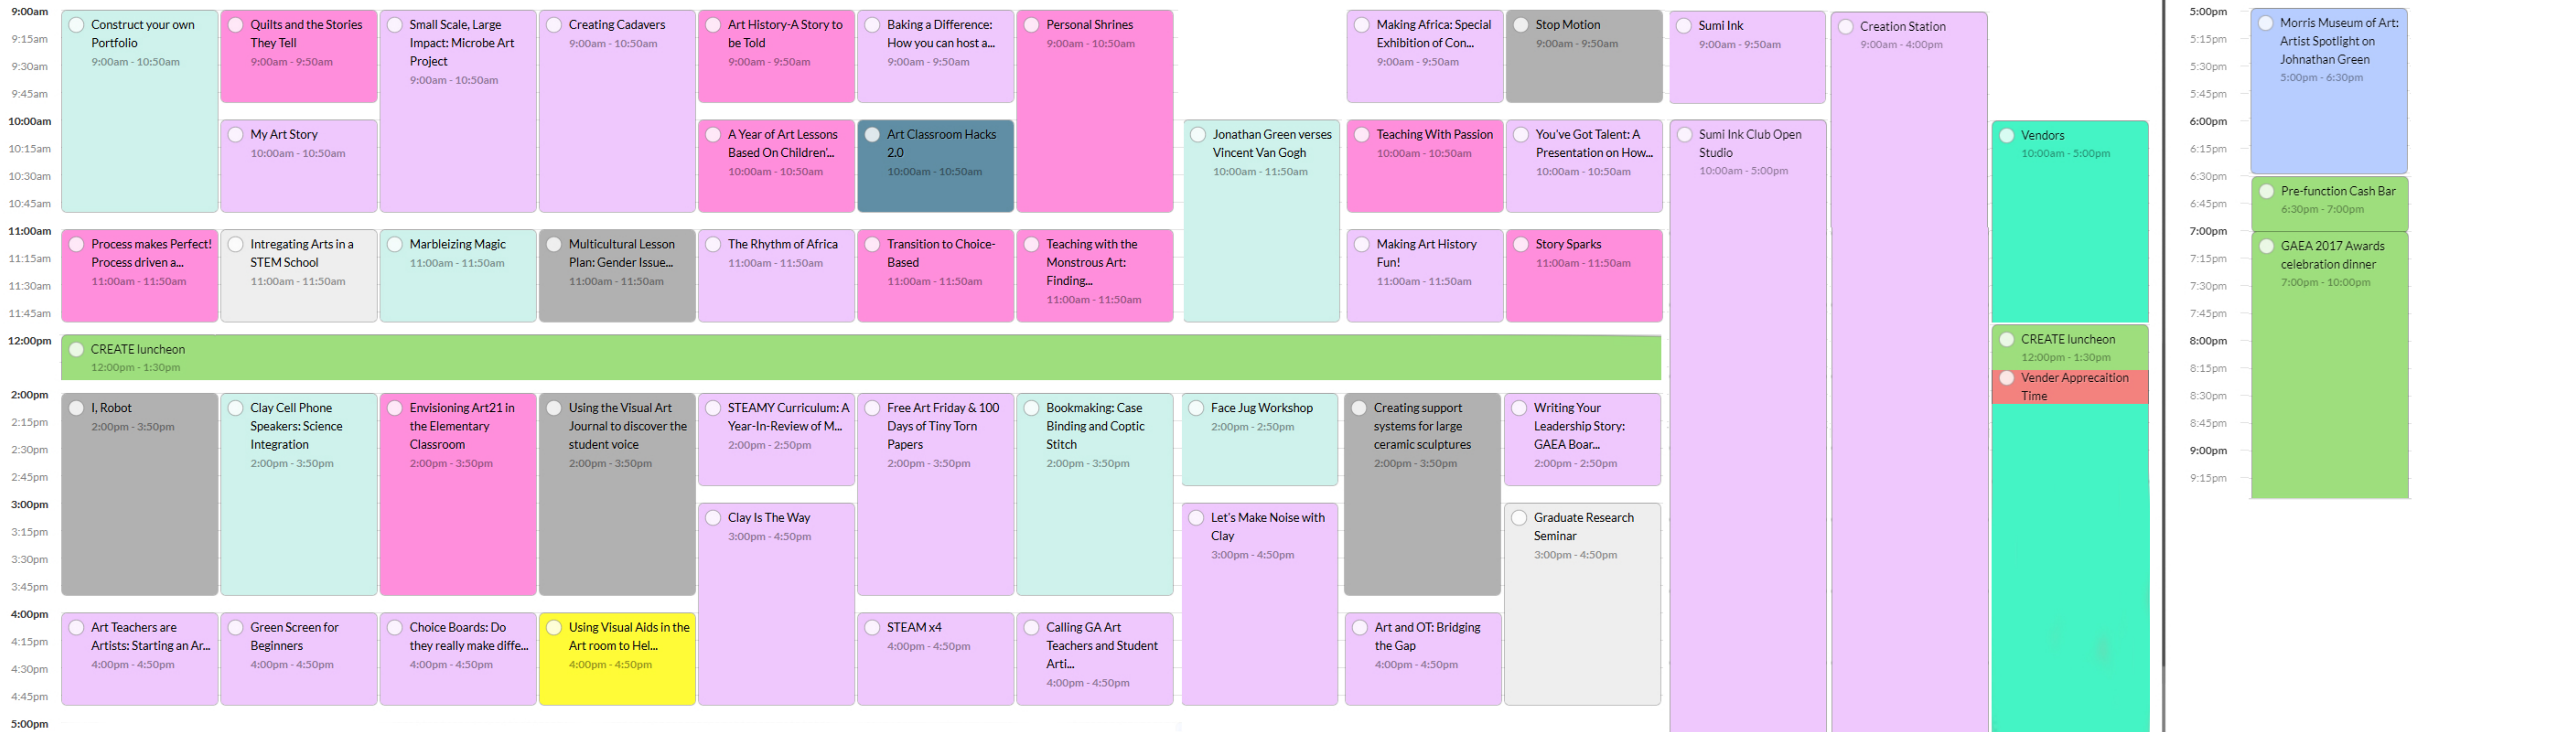 9:00am
9:15am
9:30am
9:45am
10:00am
10:15am
10:30am
10:45am
11:00am
11:15am
11:30am
11:45am
12:00pm
2:00pm
2:15pm
2:30pm
2:45pm
3:00pm
3:15pm
3:30pm
3:45pm
4:00pm
4:15pm
4:30pm
4:45pm
5:00pm
Construct your own
Portfolio
9:00am - 10:50am
Quilts and the Stories
They Tell
9:00am - 9:50am
Small Scale, Large
Impact: Microbe Art
Project
9:00am - 10:50am
Creating Cadavers
9:00am - 10:50am
Art History-A Story to
be Told
9:00am - 9:50am
Baking a Difference:
How you can host a...
9:00am - 9:50am
Personal Shrines
9:00am - 10:50am
Making Africa: Special
Exhibition of Con...
9:00am - 9:50am
Stop Motion
9:00am - 9:50am
Sumi Ink
9:00am - 9:50am
Creation Station
9:00am - 4:00pm
My Art Story
10:00am - 10:50am
A Year of Art Lessons
Based On Children'...
10:00am - 10:50am
Art Classroom Hacks
2.0
10:00am - 10:50am
Jonathan Green verses
Vincent Van Gogh
10:00am - 11:50am
Teaching With Passion
10:00am - 10:50am
You've Got Talent: A
Presentation on How...
10:00am - 10:50am
Sumi Ink Club Open
Studio
10:00am - 5:00pm
Vendors
10:00am - 5:00pm
Process makes Perfect!
Process driven a...
11:00am - 11:50am
Intregating Arts in a
STEM School
11:00am - 11:50am
Marbleizing Magic
11:00am - 11:50am
Multicultural Lesson
Plan: Gender Issue...
11:00am - 11:50am
The Rhythm of Africa
11:00am - 11:50am
Transition to Choice-
Based
11:00am - 11:50am
Teaching with the
Monstrous Art:
Finding...
11:00am - 11:50am
Making Art History
Fun!
11:00am - 11:50am
Story Sparks
11:00am - 11:50am
CREATE luncheon
12:00pm - 1:30pm
CREATE luncheon
12:00pm - 1:30pm
Vender Apprecaition
Time
I, Robot
2:00pm - 3:50pm
Clay Cell Phone
Speakers: Science
Integration
2:00pm - 3:50pm
Envisioning Art21 in
the Elementary
Classroom
2:00pm - 3:50pm
Using the Visual Art
Journal to discover the
student voice
2:00pm - 3:50pm
STEAMY Curriculum: A
Year-In-Review of M...
2:00pm - 2:50pm
Free Art Friday & 100
Days of Tiny Torn
Papers
2:00pm - 3:50pm
Bookmaking: Case
Binding and Coptic
Stitch
2:00pm - 3:50pm
Face Jug Workshop
2:00pm - 2:50pm
Creating support
systems for large
ceramic sculptures
2:00pm - 3:50pm
Writing Your
Leadership Story:
GAEA Boar...
2:00pm - 2:50pm
Clay Is The Way
3:00pm - 4:50pm
Let's Make Noise with
Clay
3:00pm - 4:50pm
Graduate Research
Seminar
3:00pm - 4:50pm
Art Teachers are
Artists: Starting an Ar...
4:00pm - 4:50pm
Green Screen for
Beginners
4:00pm - 4:50pm
Choice Boards: Do
they really make diffe...
4:00pm - 4:50pm
Using Visual Aids in the
Art room to Hel...
4:00pm - 4:50pm
STEAM x4
4:00pm - 4:50pm
Calling GA Art
Teachers and Student
Arti...
4:00pm - 4:50pm
Art and OT: Bridging
the Gap
4:00pm - 4:50pm
5:00pm
5:15pm
5:30pm
5:45pm
6:00pm
6:15pm
6:30pm
6:45pm
7:00pm
7:15pm
7:30pm
7:45pm
8:00pm
8:15pm
8:30pm
8:45pm
9:00pm
9:15pm
Morris Museum of Art:
Artist Spotlight on
Johnathan Green
5:00pm - 6:30pm
Pre-function Cash Bar
6:30pm - 7:00pm
GAEA 2017 Awards
celebration dinner
7:00pm - 10:00pm